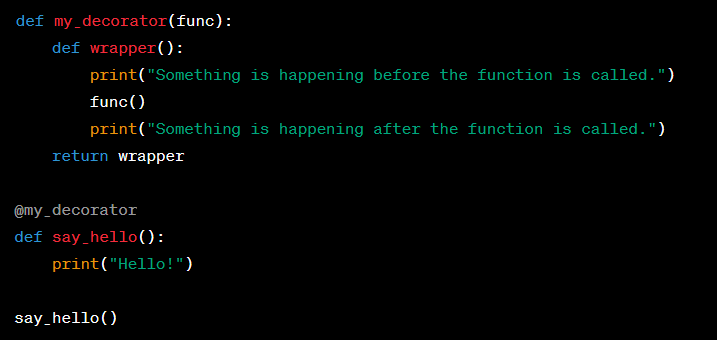 def my_decorator(func):
    def wrapper():
        print("Something is happening before the function is called.")
        func()
        print("Something is happening after the function is called.")
    return wrapper

@my_decorator
def say_hello():
    print("Hello!")

say_hello()